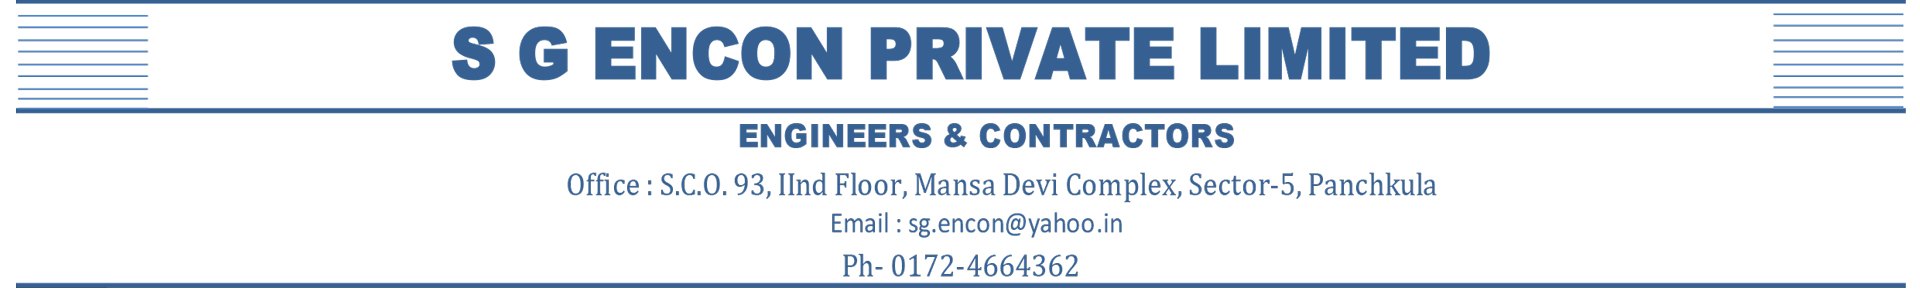 S G ENCON PRIVATE LIMITED
ENGINEERS & CONTRACTORS
Office : S.C.O. 93, IInd Floor, Mansa Devi Complex, Sector-5, Panchkula
Email : sg.encon@yahoo.in
Ph- 0172-4664362